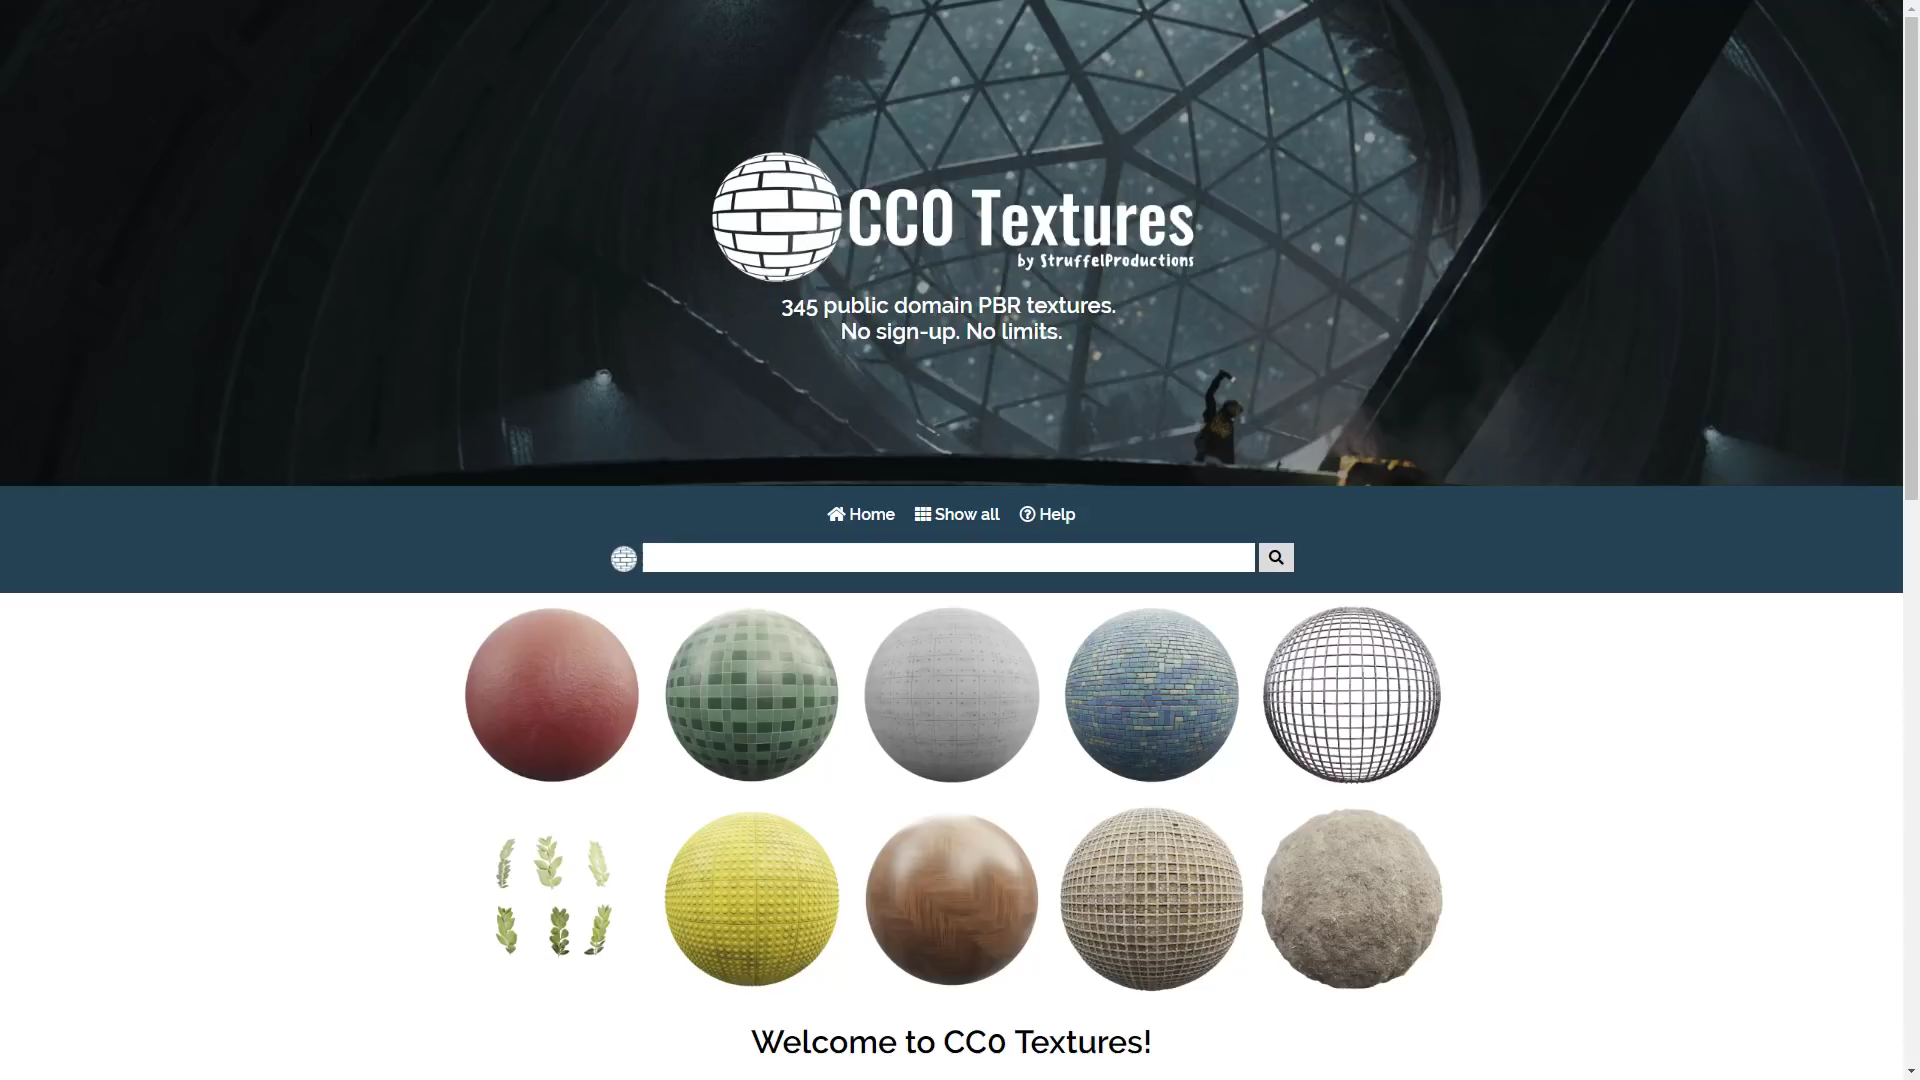 CC0 Textures
by StruffelProductions
345 public domain PBR textures.
No sign-up. No limits.
Home Show all Help
Welcome to CC0 Textures!